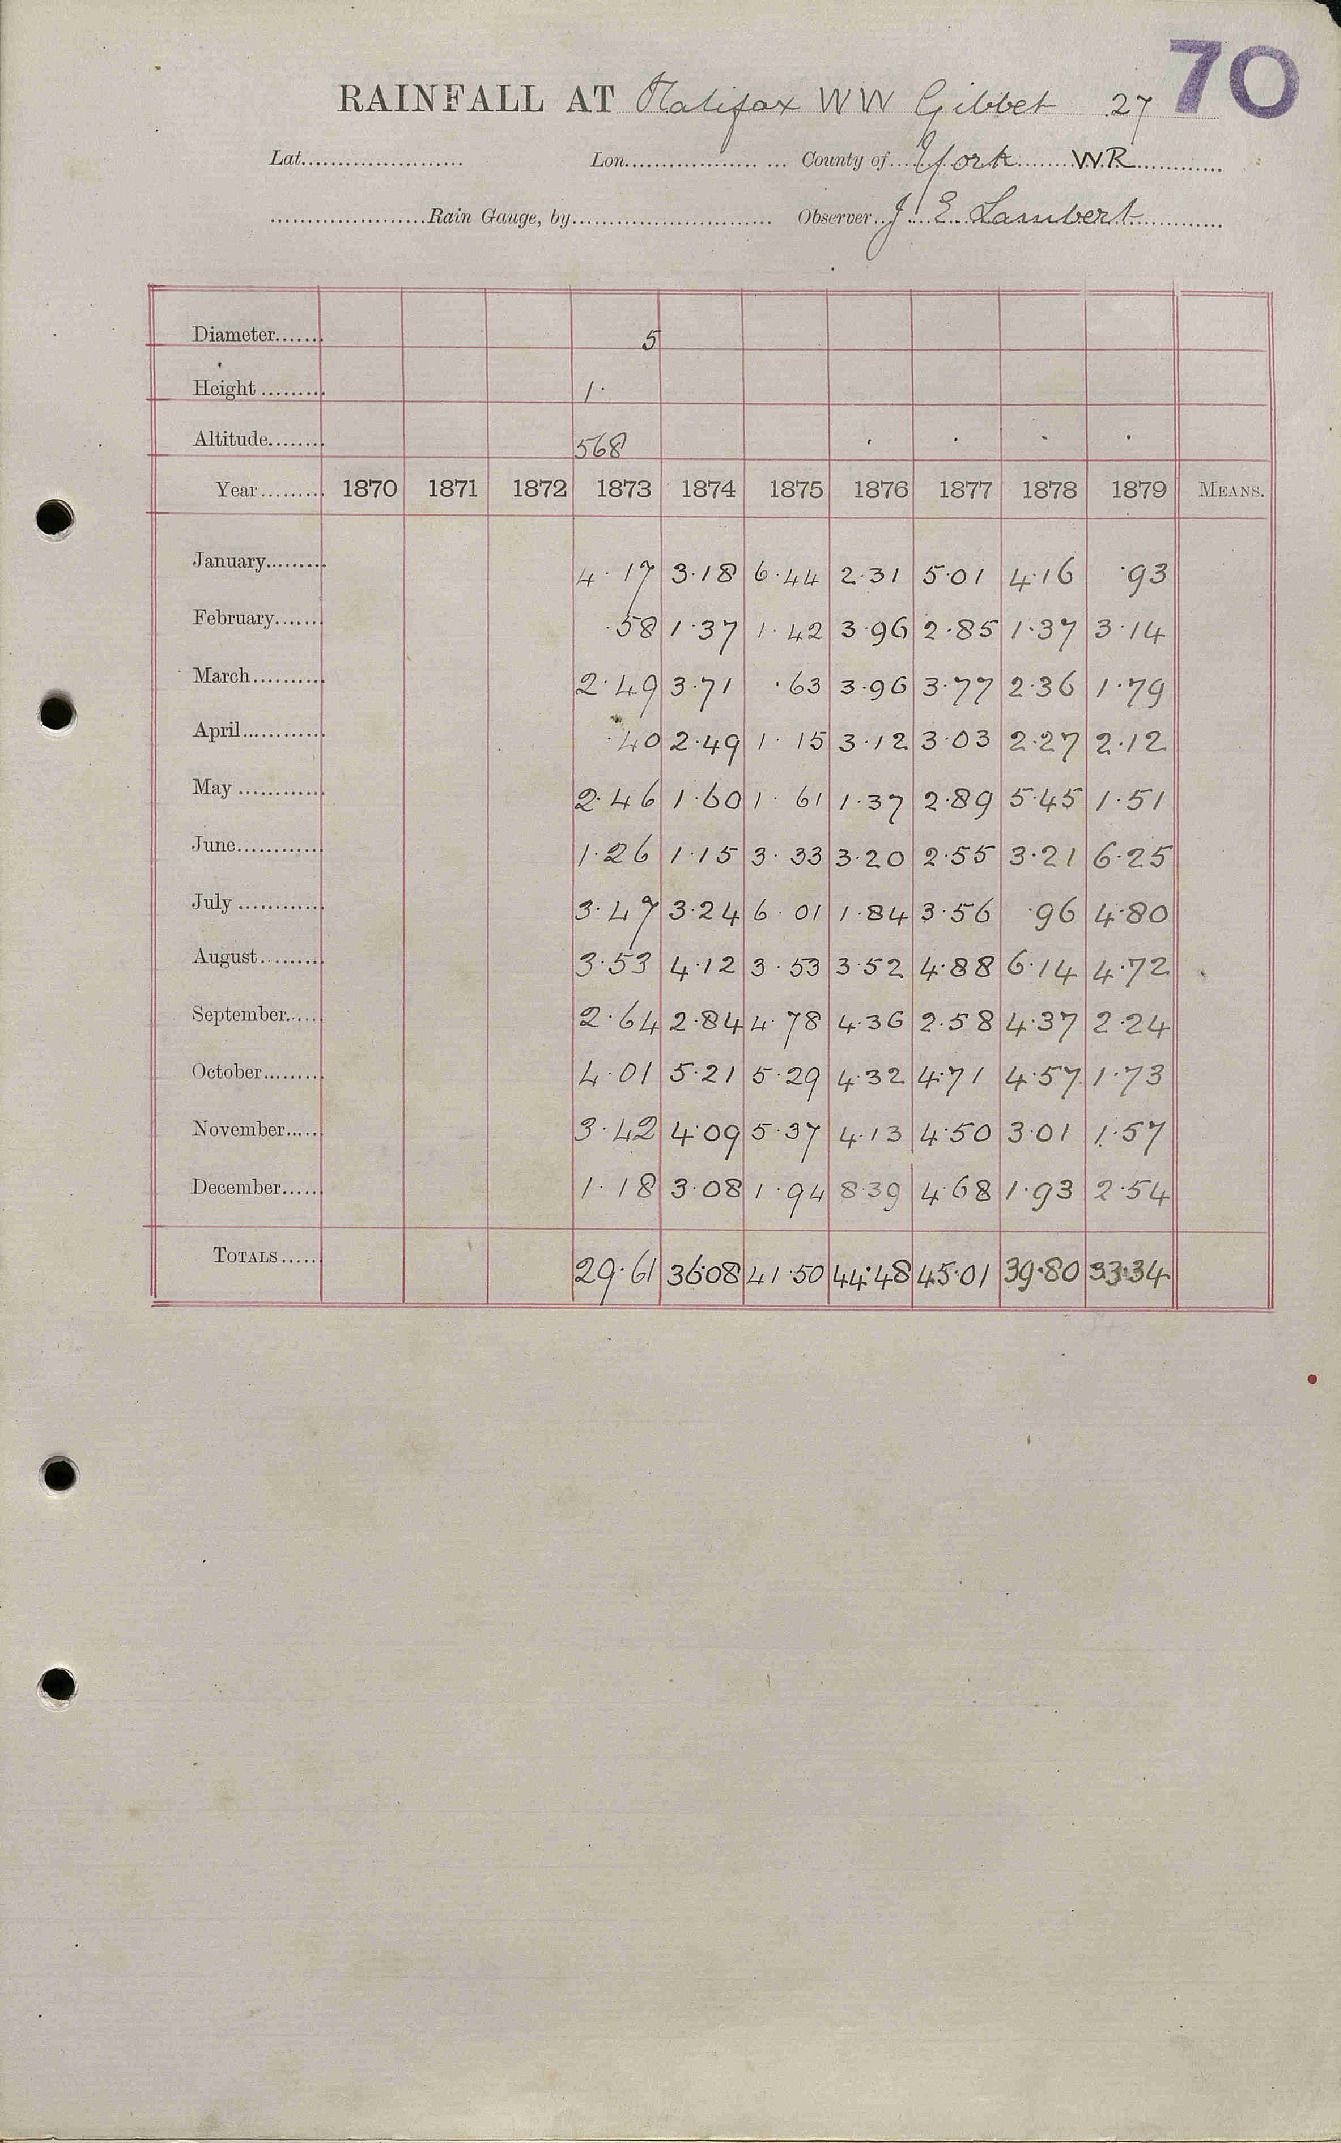 70
RAINFALL AT Halifax WW Gibbet 27
Lat. Lon. County of York WR
Rain Gauge, by Observer J E Lambert
Diameter 5
Height 1·
Altitude 568
Year 1870 1871 1872 1873 1874 1875 1876 1877 1878 1879 MEANS.
January 4·17 3·18 6·44 2·31 5·01 4·16 ·93
February ·58 1·37 1·42 3·96 2·85 1·37 3·14
March 2·49 3·71 ·63 3·96 3·77 2·36 1·79
April ·40 2·49 1·15 3·12 3·03 2·27 2·12
May 2·46 1·60 1·61 1·37 2·89 5·45 1·51
June 1·26 1·15 3·33 3·20 2·55 3·21 6·25
July 3·47 3·24 6·01 1·84 3·56 ·96 4·80
August 3·53 4·12 3·53 3·52 4·88 6·14 4·72
September 2·64 2·84 4·78 4·36 2·58 4·37 2·24
October 4·01 5·21 5·29 4·32 4·71 4·57 1·73
November 3·42 4·09 5·37 4·13 4·50 3·01 1·57
December 1·18 3·08 1·94 8·39 4·68 1·93 2·54
TOTALS 29·61 36·08 41·50 44·48 45·01 39·80 33·34